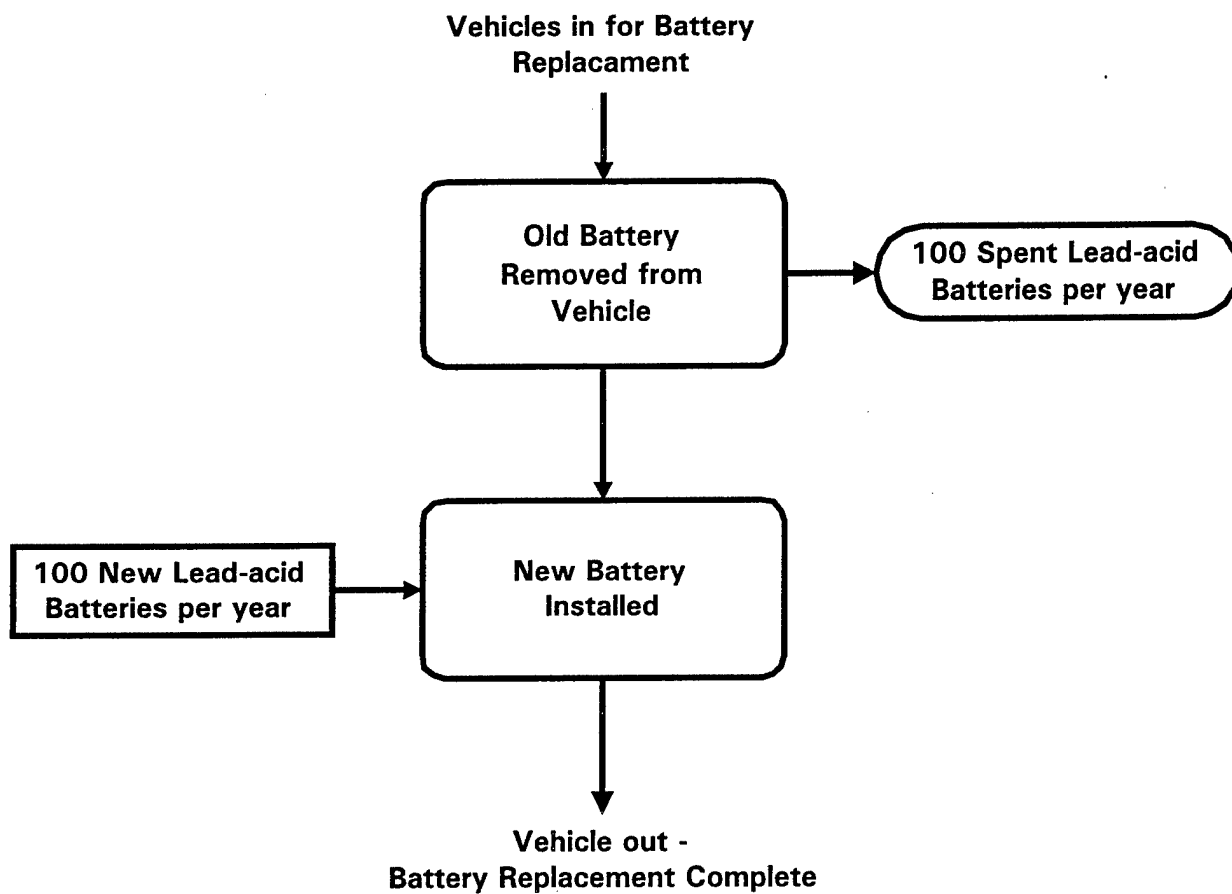 Vehicles in for Battery
Replacament
Old Battery
Removed from
Vehicle
100 Spent Lead-acid
Batteries per year
100 New Lead-acid
Batteries per year
New Battery
Installed
Vehicle out -
Battery Replacement Complete